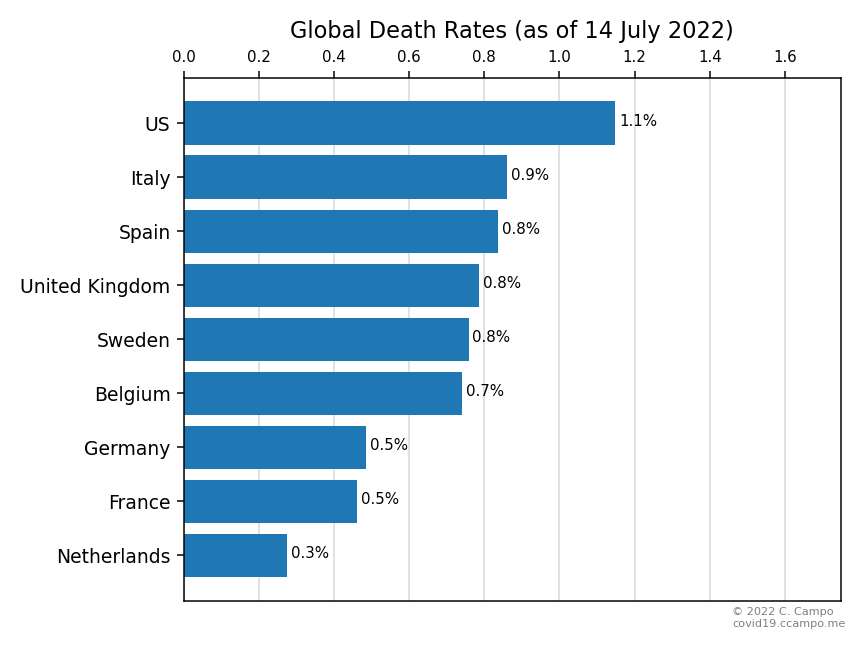 Global Death Rates (as of 14 July 2022)
0.0 0.2 0.4 0.6 0.8 1.0 1.2 1.4 1.6
US 1.1%
Italy 0.9%
Spain 0.8%
United Kingdom 0.8%
Sweden 0.8%
Belgium 0.7%
Germany 0.5%
France 0.5%
Netherlands 0.3%
© 2022 C. Campo
covid19.ccampo.me